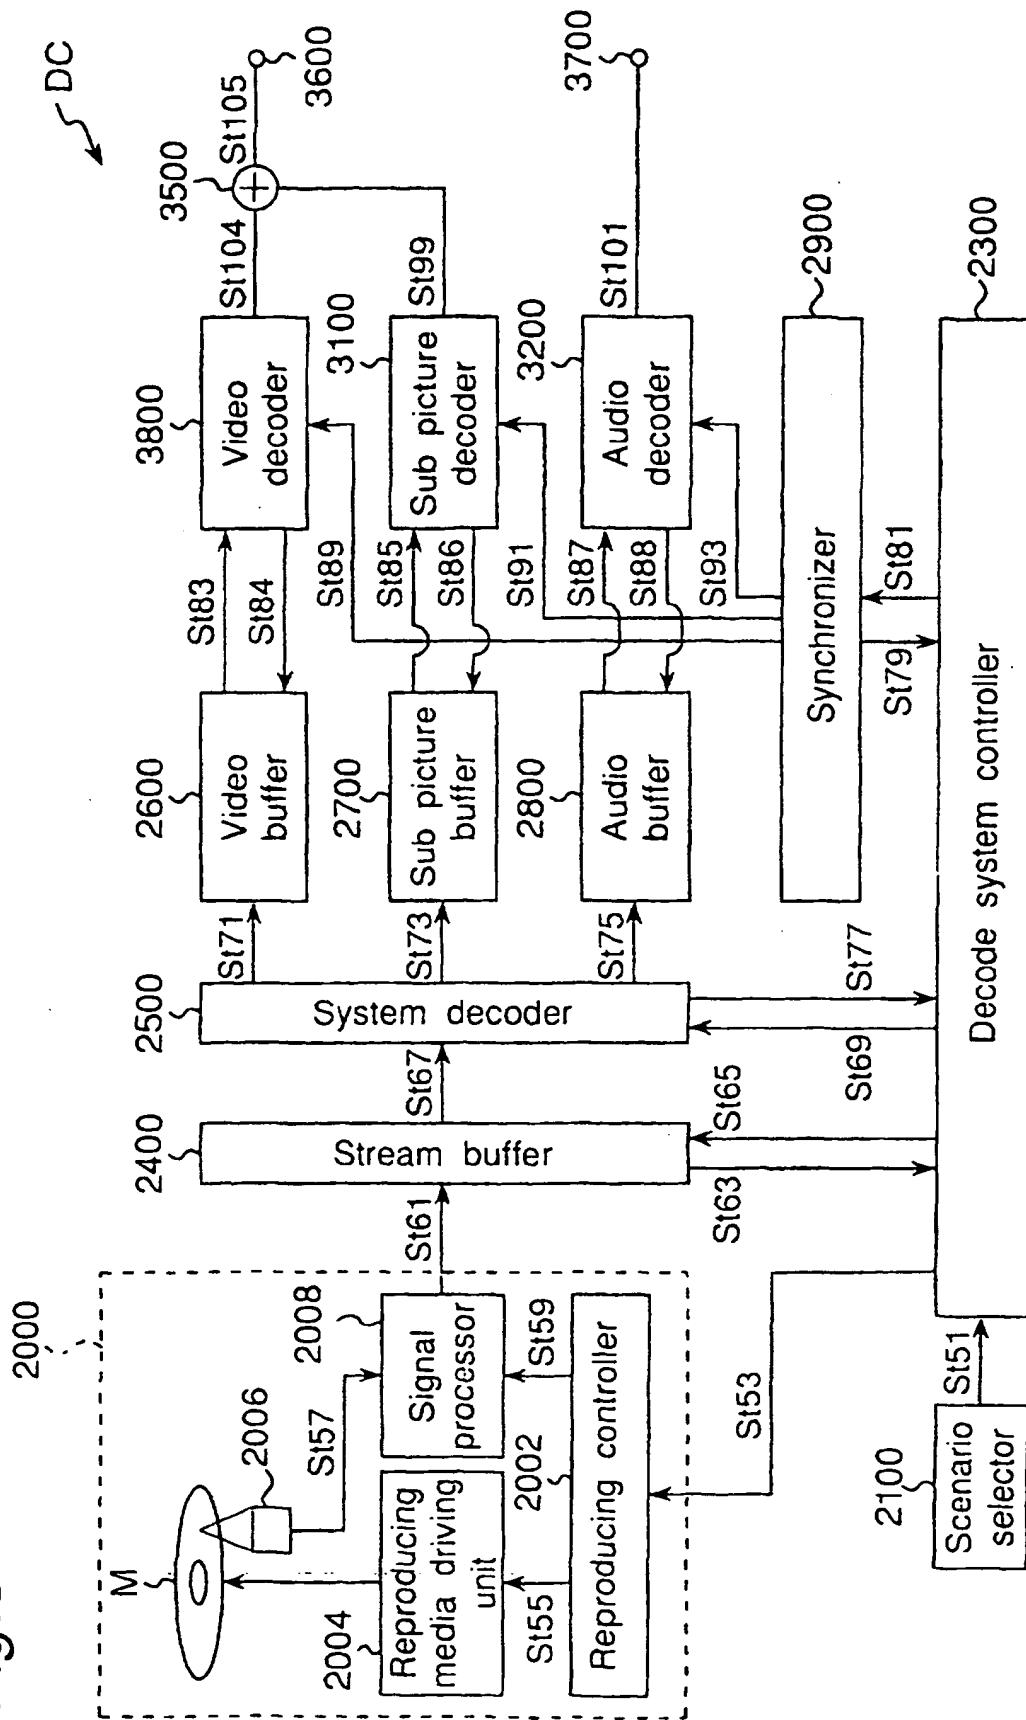 DC
2000
M
2006
St57
2004
Reproducing
media driving
unit
2008
Signal
processor
St55
2002
St59
Reproducing controller
St53
St61
2400
Stream buffer
St63
St65
St67
2500
System decoder
St69
St77
St71
St73
St75
2600
Video
buffer
2700
Sub picture
buffer
2800
Audio
buffer
St83
St84
St89
St85
St86
St91
St87
St88
St93
3800
Video
decoder
3100
Sub picture
decoder
3200
Audio
decoder
St104
3500
St105
3600
St99
St101
3700
Synchronizer
2900
St79
St81
2100
Scenario
selector
St51
Decode system controller
2300